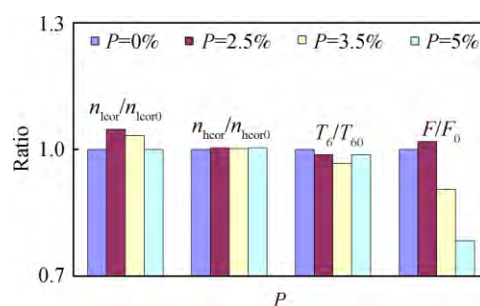 1.3
P=0% P=2.5% P=3.5% P=5%
n_lcor/n_lcor0
n_hcor/n_hcor0
T_6/T_60
F/F_0
Ratio
1.0
0.7
P